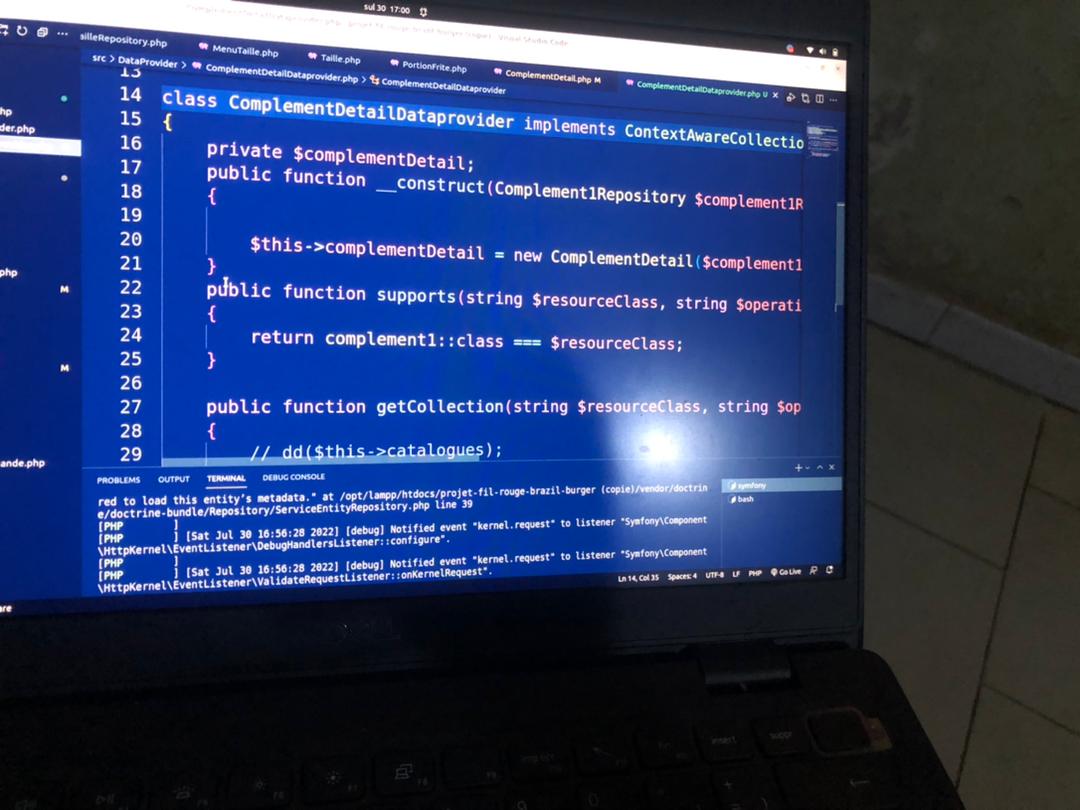 sul 30 17:00
Visual Studio Code
ailleRepository.php
MenuTaille.php
Taille.php
PortionFrite.php
ComplementDetail.php M
ComplementDetailDataprovider.php U
src > DataProvider > ComplementDetailDataprovider.php > ComplementDetailDataprovider
hp
der.php
php
M
M
ande.php
13
14 class ComplementDetailDataprovider implements ContextAwareCollectio
15 {
16 private $complementDetail;
17 public function __construct(Complement1Repository $complement1R
18 {
19
20 $this->complementDetail = new ComplementDetail($complement1
21 }
22 public function supports(string $resourceClass, string $operati
23 {
24 return complement1::class === $resourceClass;
25 }
26
27 public function getCollection(string $resourceClass, string $op
28 {
29 // dd($this->catalogues);
PROBLEMS OUTPUT TERMINAL DEBUG CONSOLE
red to load this entity's metadata." at /opt/lampp/htdocs/projet-fil-rouge-brazil-burger (copie)/vendor/doctrin
e/doctrine-bundle/Repository/ServiceEntityRepository.php line 39
[PHP ]
[PHP ] [Sat Jul 30 16:56:28 2022] [debug] Notified event "kernel.request" to listener "Symfony\Component
\HttpKernel\EventListener\DebugHandlersListener::configure".
[PHP ]
[PHP ] [Sat Jul 30 16:56:28 2022] [debug] Notified event "kernel.request" to listener "Symfony\Component
\HttpKernel\EventListener\ValidateRequestListener::onKernelRequest".
symfony
bash
are
Ln 14, Col 35 Spaces: 4 UTF-8 LF PHP Go Live
insert
suppr